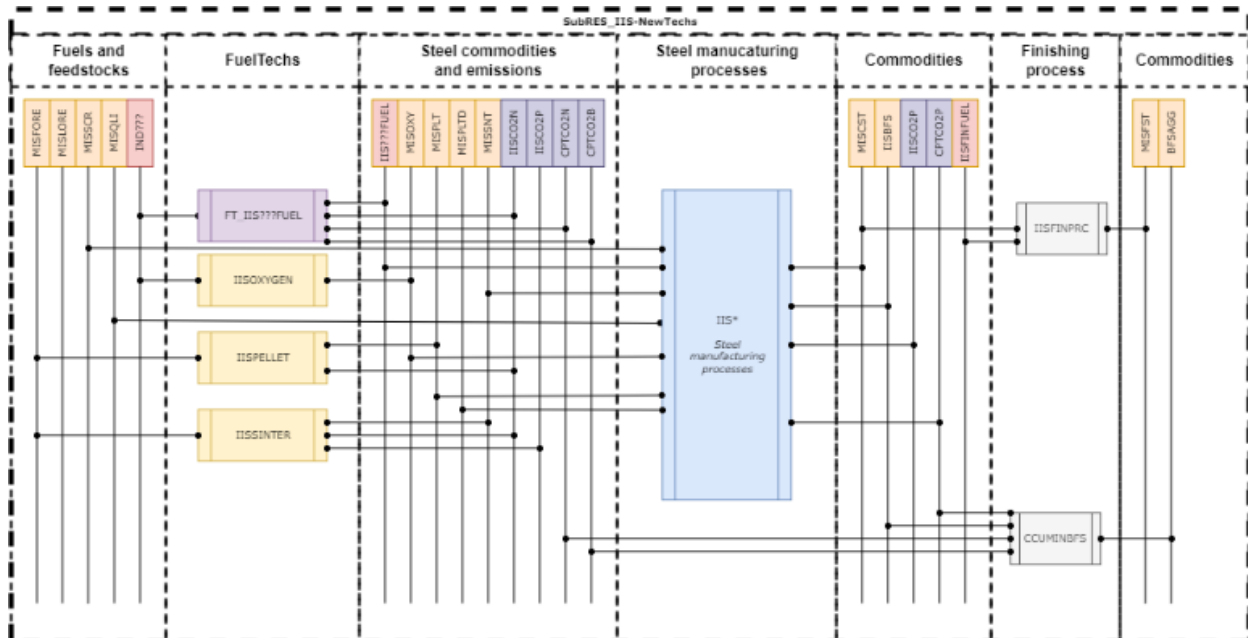 SubRES_IIS-NewTechs
Fuels and
feedstocks
FuelTechs
Steel commodities
and emissions
Steel manucaturing
processes
Commodities
Finishing
process
Commodities
MISFORE
MISLORE
MISSCR
MISQLI
IND???
IIS???FUEL
MISOXY
MISPLT
MISPLTD
MISSNT
IISCO2N
IISCO2P
CPTCO2N
CPTCO2B
MISCST
IISBFS
IISCO2P
CPTCO2P
IISFINFUEL
MISFST
BFSAGG
FT_IIS???FUEL
IISFINPRC
IISOXYGEN
IIS*
Steel
manufacturing
processes
IISPELLET
IISSINTER
CCUMINBFS